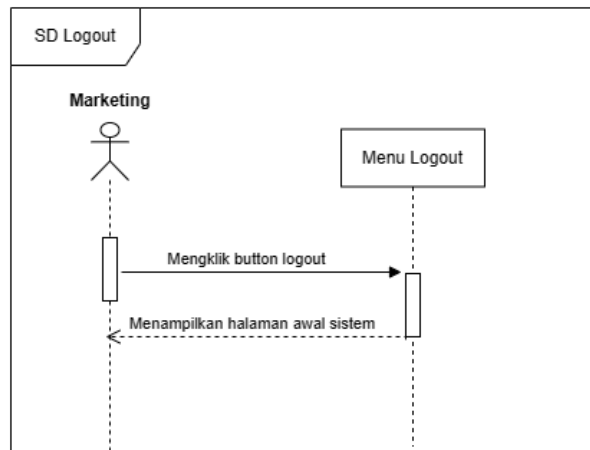 SD Logout
Marketing
Menu Logout
Mengklik button logout
Menampilkan halaman awal sistem